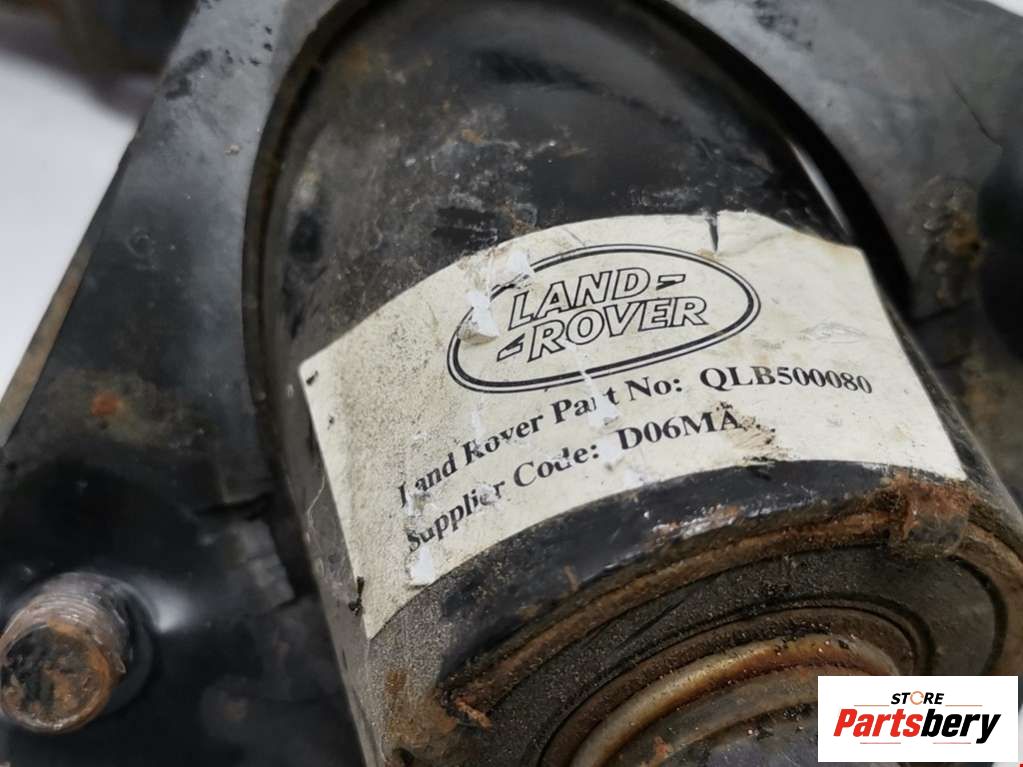 LAND-
-ROVER
Land Rover Part No: QLB500080
Supplier Code: D06MA
STORE
Partsbery